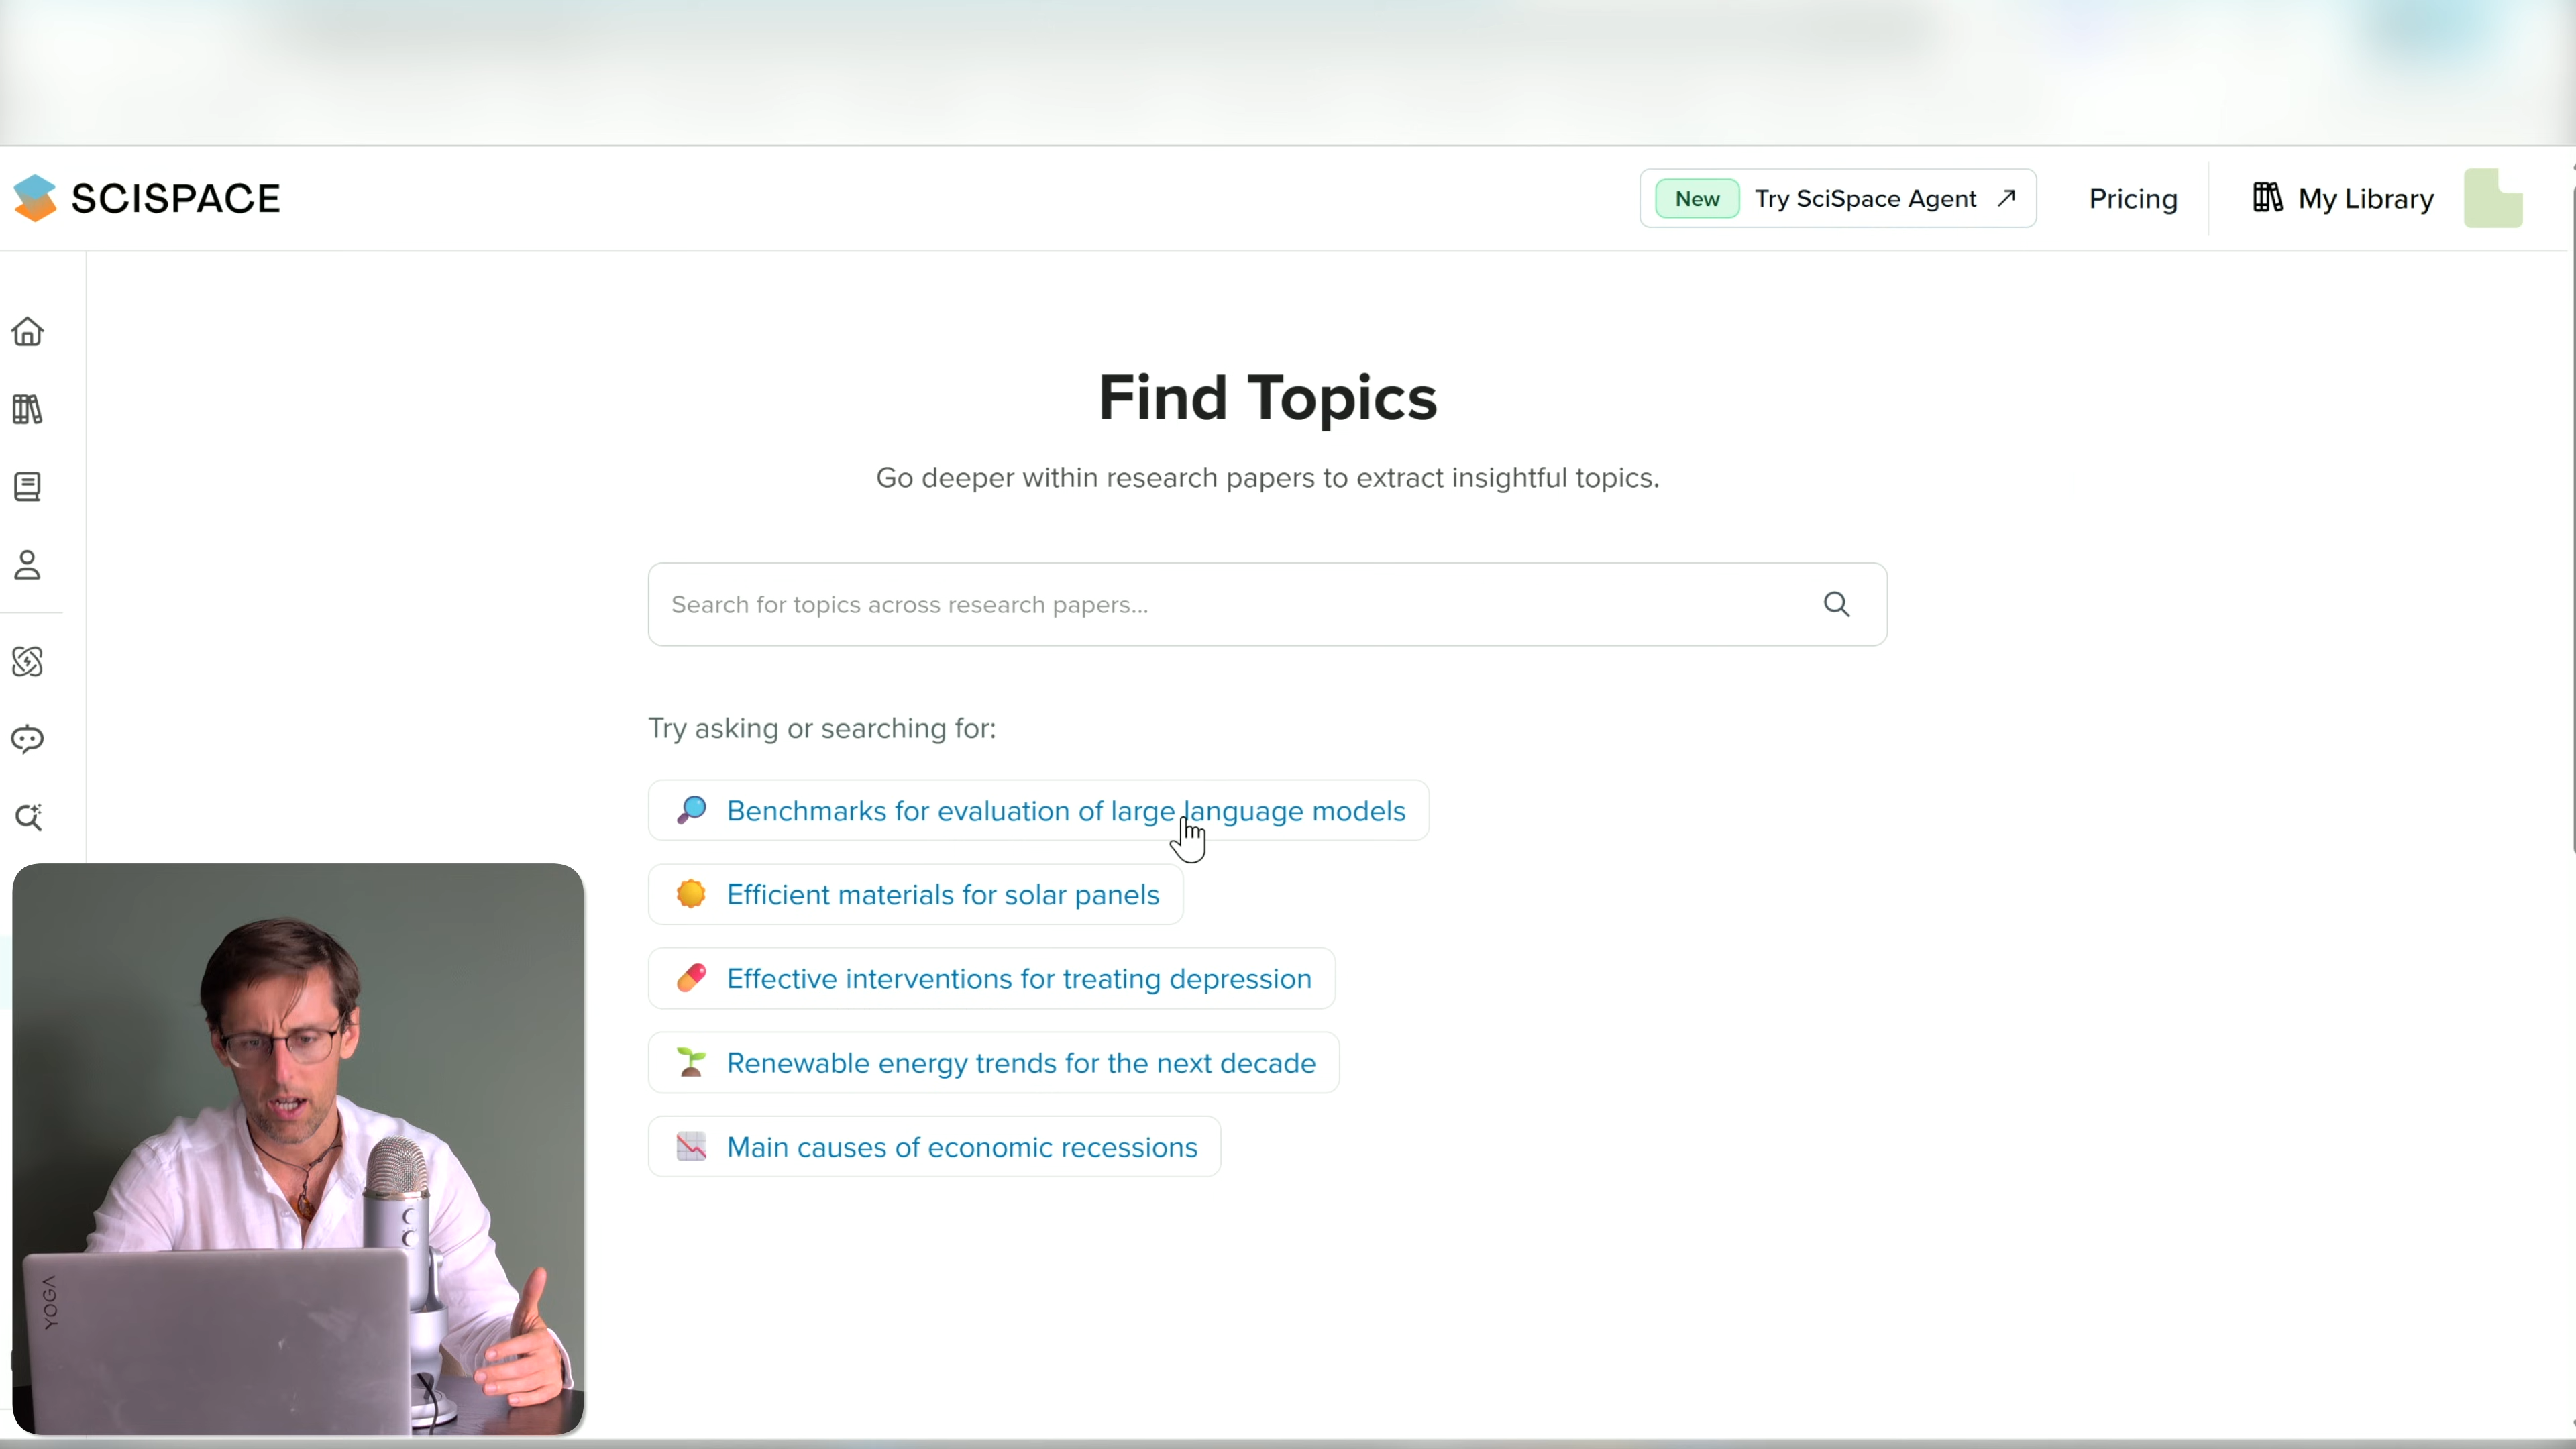 SCISPACE
New Try SciSpace Agent
Pricing
My Library
Find Topics
Go deeper within research papers to extract insightful topics.
Search for topics across research papers...
Try asking or searching for:
Benchmarks for evaluation of large language models
Efficient materials for solar panels
Effective interventions for treating depression
Renewable energy trends for the next decade
Main causes of economic recessions
YOGA